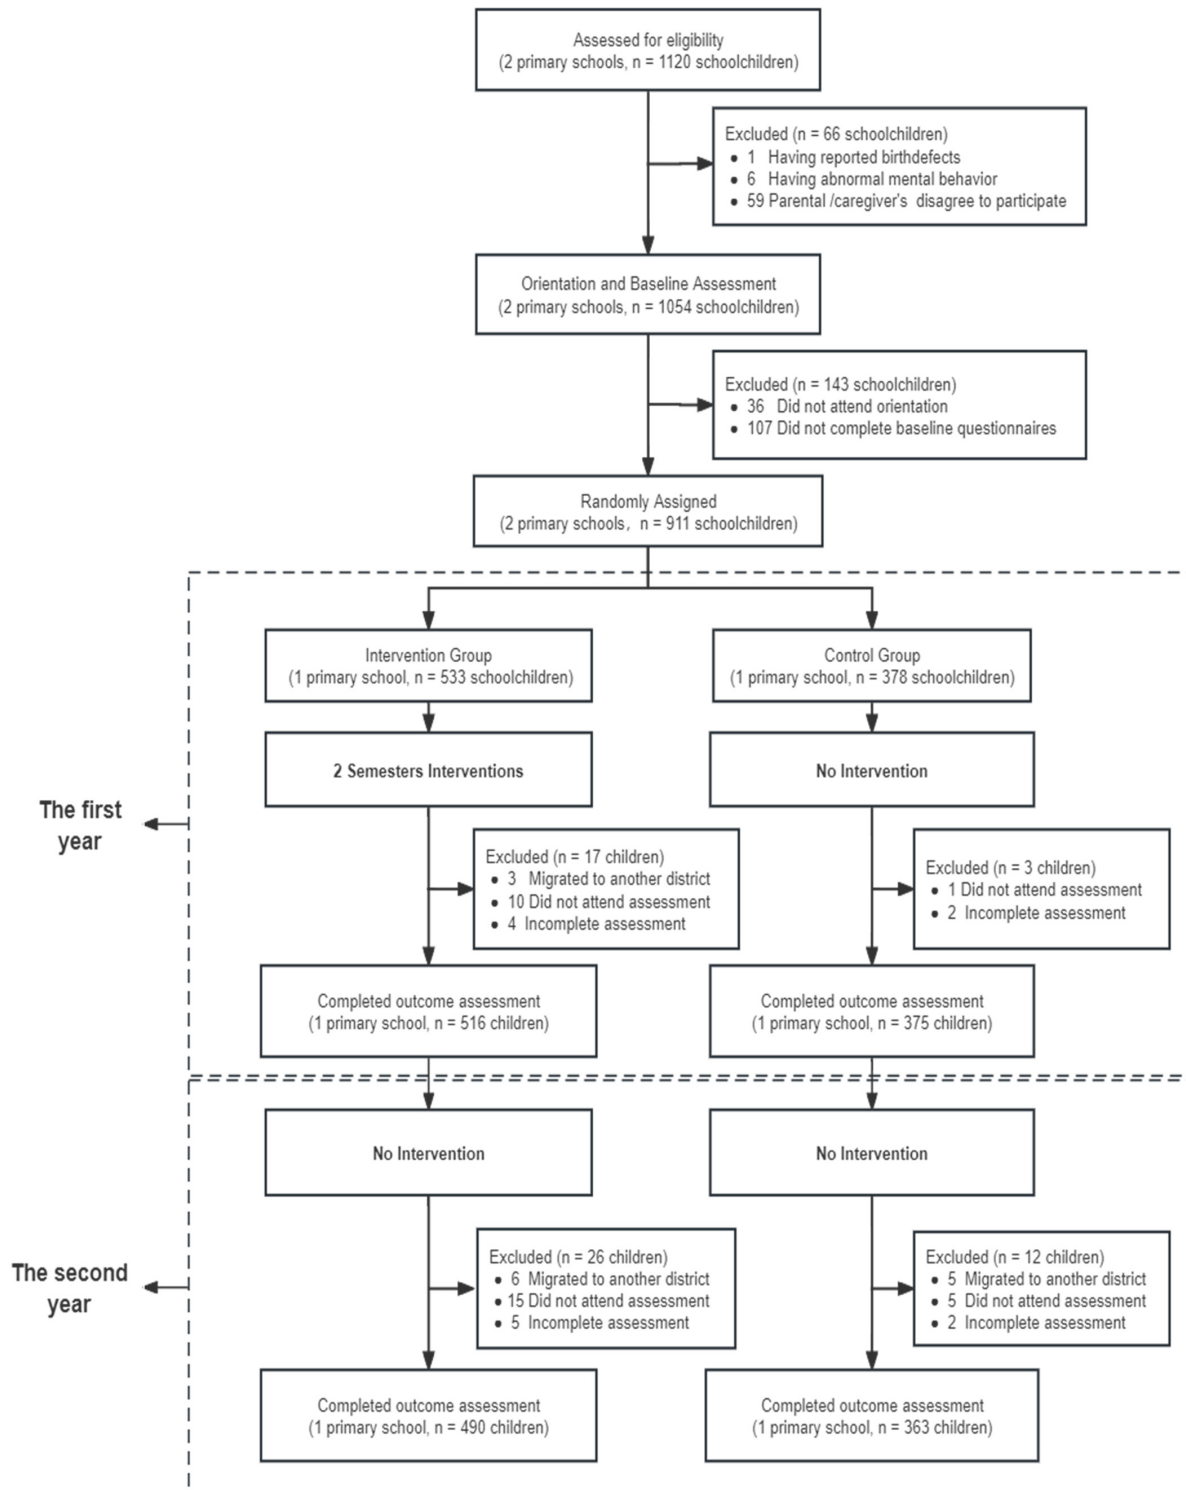 Assessed for eligibility
(2 primary schools, n = 1120 schoolchildren)
Excluded (n = 66 schoolchildren)
• 1 Having reported birthdefects
• 6 Having abnormal mental behavior
• 59 Parental /caregiver's disagree to participate
Orientation and Baseline Assessment
(2 primary schools, n = 1054 schoolchildren)
Excluded (n = 143 schoolchildren)
• 36 Did not attend orientation
• 107 Did not complete baseline questionnaires
Randomly Assigned
(2 primary schools, n = 911 schoolchildren)
Intervention Group
(1 primary school, n = 533 schoolchildren)
Control Group
(1 primary school, n = 378 schoolchildren)
2 Semesters Interventions
No Intervention
The first
year
Excluded (n = 17 children)
• 3 Migrated to another district
• 10 Did not attend assessment
• 4 Incomplete assessment
Excluded (n = 3 children)
• 1 Did not attend assessment
• 2 Incomplete assessment
Completed outcome assessment
(1 primary school, n = 516 children)
Completed outcome assessment
(1 primary school, n = 375 children)
No Intervention
No Intervention
The second
year
Excluded (n = 26 children)
• 6 Migrated to another district
• 15 Did not attend assessment
• 5 Incomplete assessment
Excluded (n = 12 children)
• 5 Migrated to another district
• 5 Did not attend assessment
• 2 Incomplete assessment
Completed outcome assessment
(1 primary school, n = 490 children)
Completed outcome assessment
(1 primary school, n = 363 children)